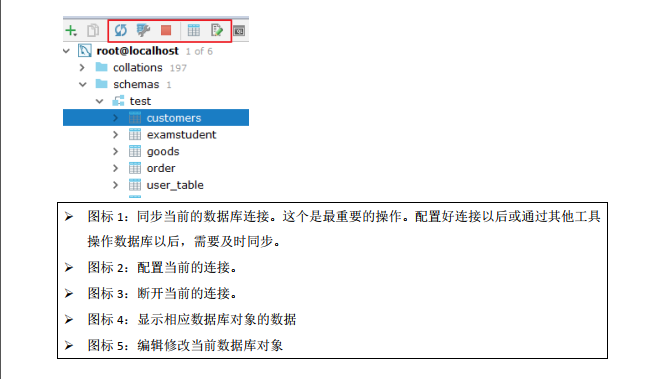 root@localhost 1 of 6
collations 197
schemas 1
test
customers
examstudent
goods
order
user_table
➢ 图标 1：同步当前的数据库连接。这个是最重要的操作。配置好连接以后或通过其他工具
操作数据库以后，需要及时同步。
➢ 图标 2：配置当前的连接。
➢ 图标 3：断开当前的连接。
➢ 图标 4：显示相应数据库对象的数据
➢ 图标 5：编辑修改当前数据库对象